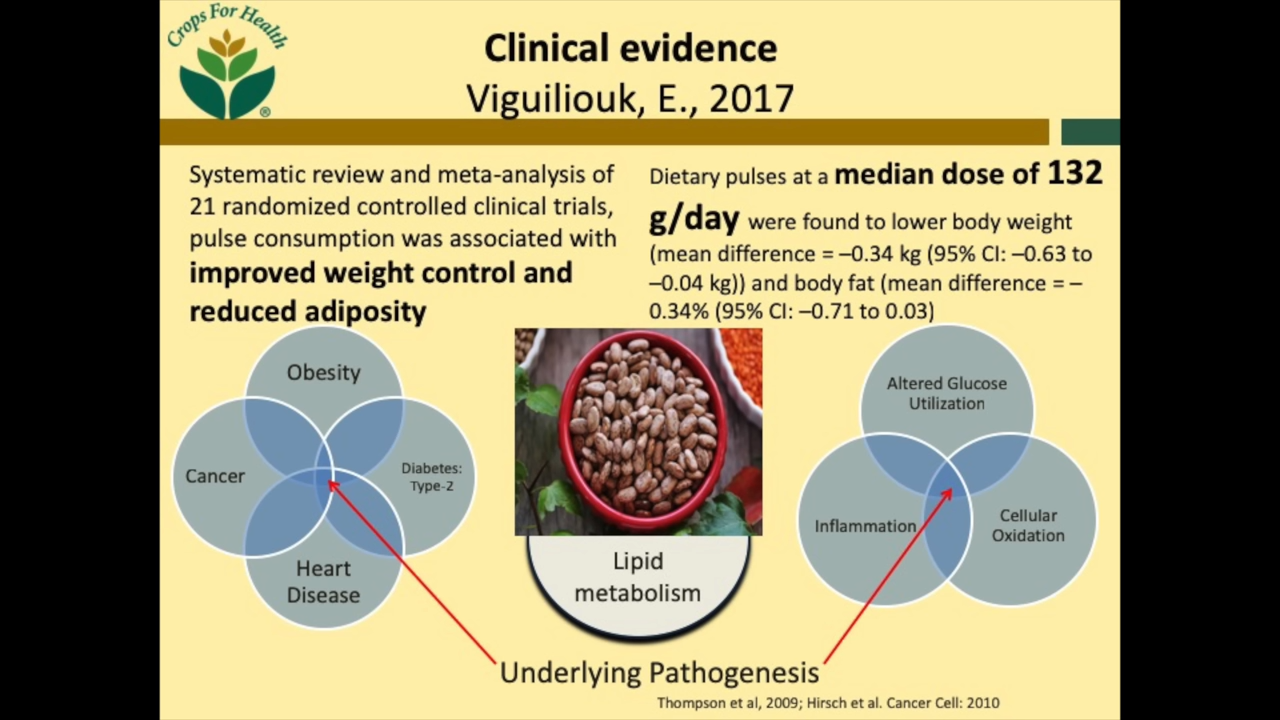 Crops For Health
®
Clinical evidence
Viguiliouk, E., 2017
Systematic review and meta-analysis of
21 randomized controlled clinical trials,
pulse consumption was associated with
improved weight control and
reduced adiposity
Dietary pulses at a median dose of 132
g/day were found to lower body weight
(mean difference = –0.34 kg (95% CI: –0.63 to
–0.04 kg)) and body fat (mean difference = –
0.34% (95% CI: –0.71 to 0.03)
Obesity
Cancer
Diabetes:
Type-2
Heart
Disease
Lipid
metabolism
Altered Glucose
Utilization
Inflammation
Cellular
Oxidation
Underlying Pathogenesis
Thompson et al, 2009; Hirsch et al. Cancer Cell: 2010